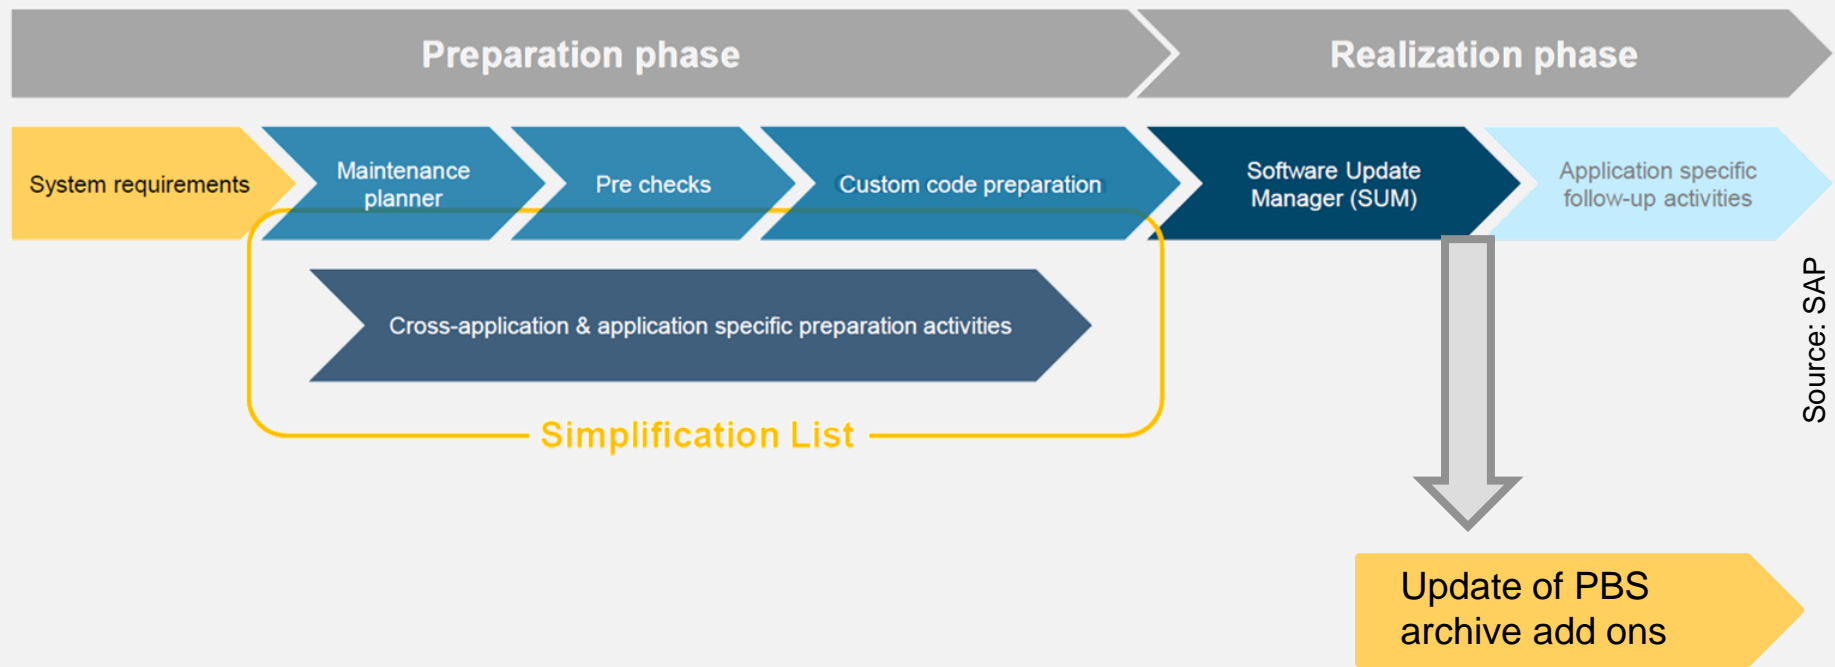 Preparation phase
Realization phase
System requirements
Maintenance
planner
Pre checks
Custom code preparation
Software Update
Manager (SUM)
Application specific
follow-up activities
Cross-application & application specific preparation activities
Simplification List
Source: SAP
Update of PBS
archive add ons